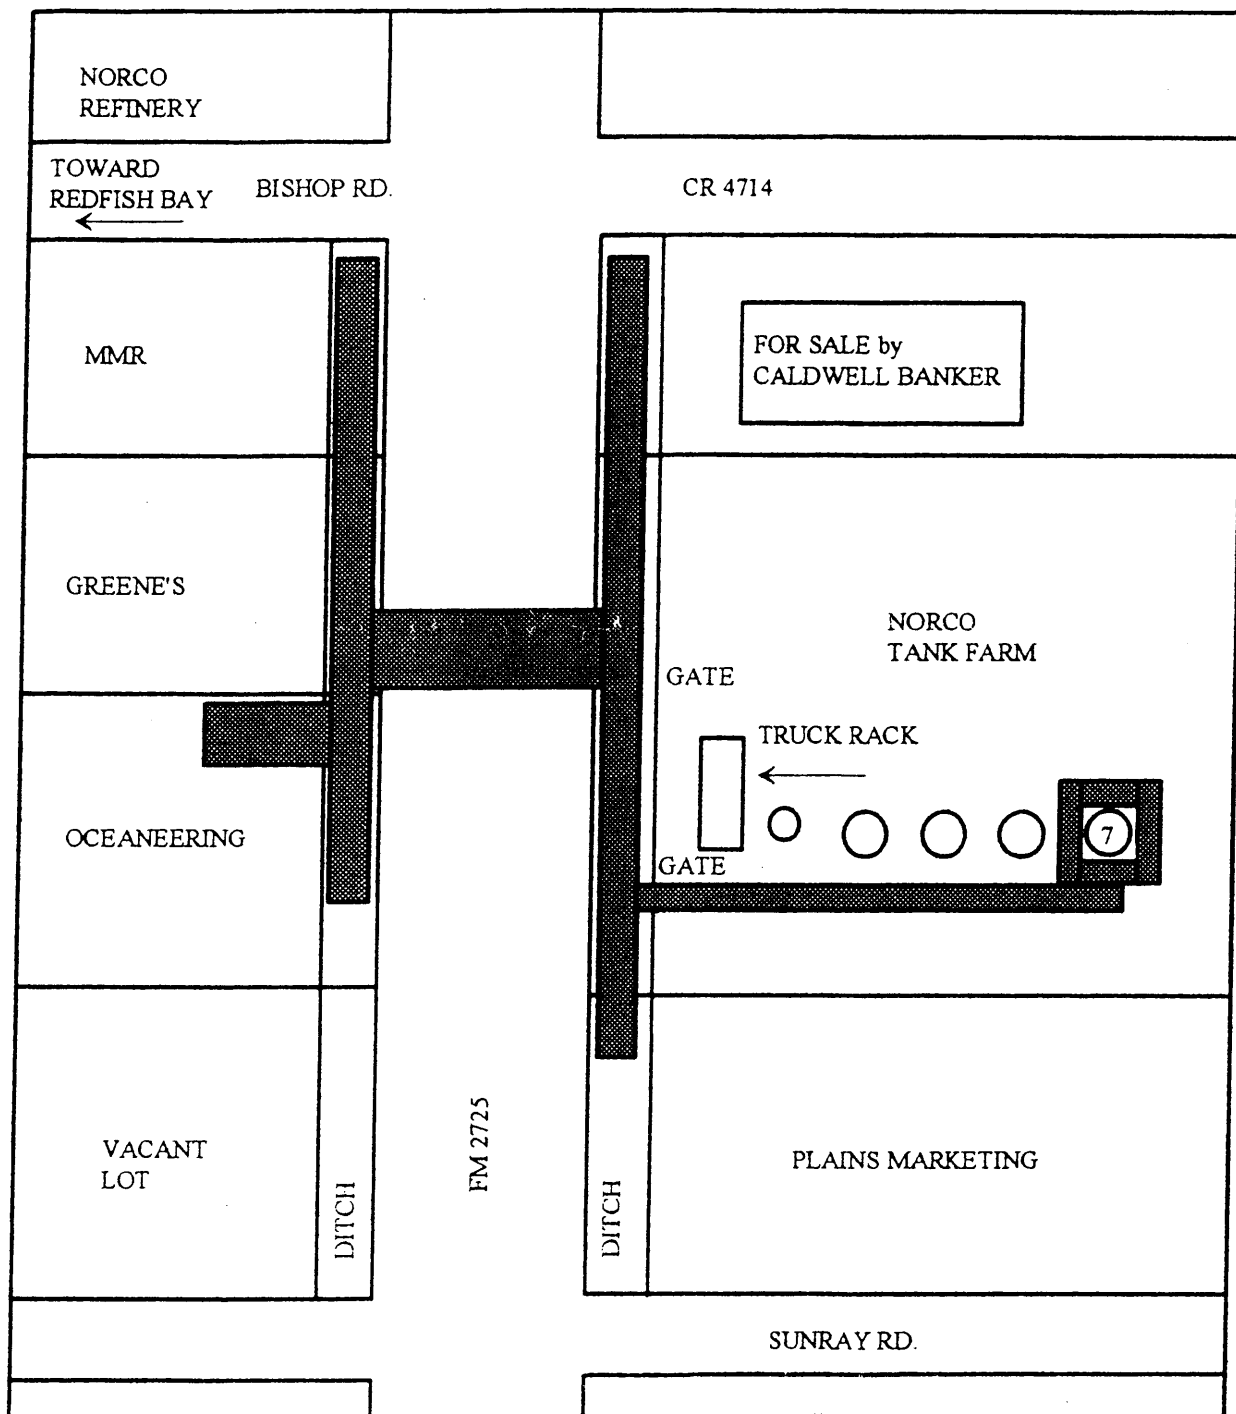 NORCO
REFINERY
TOWARD
REDFISH BAY
BISHOP RD.
CR 4714
MMR
FOR SALE by
CALDWELL BANKER
GREENE'S
NORCO
TANK FARM
GATE
TRUCK RACK
OCEANEERING
7
GATE
FM 2725
VACANT
LOT
PLAINS MARKETING
DITCH
DITCH
SUNRAY RD.